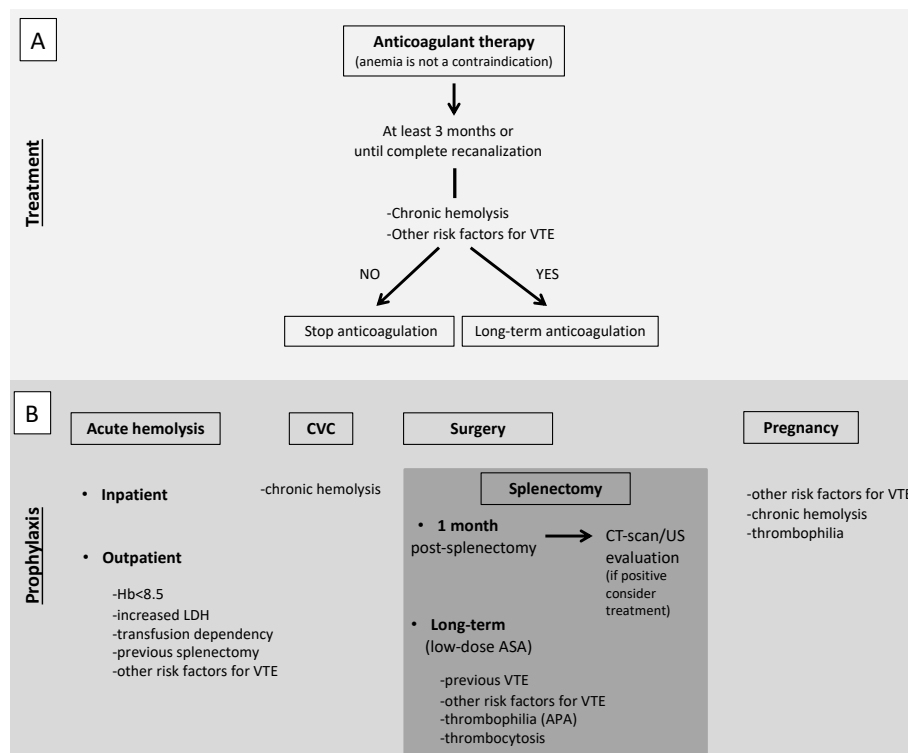 A
Treatment
Anticoagulant therapy
(anemia is not a contraindication)
At least 3 months or
until complete recanalization
-Chronic hemolysis
-Other risk factors for VTE
NO
YES
Stop anticoagulation
Long-term anticoagulation
B
Prophylaxis
Acute hemolysis
• Inpatient
• Outpatient
-Hb<8.5
-increased LDH
-transfusion dependency
-previous splenectomy
-other risk factors for VTE
CVC
-chronic hemolysis
Surgery
Splenectomy
• 1 month
post-splenectomy
CT-scan/US
evaluation
(if positive
consider
treatment)
• Long-term
(low-dose ASA)
-previous VTE
-other risk factors for VTE
-thrombophilia (APA)
-thrombocytosis
Pregnancy
-other risk factors for VTE
-chronic hemolysis
-thrombophilia